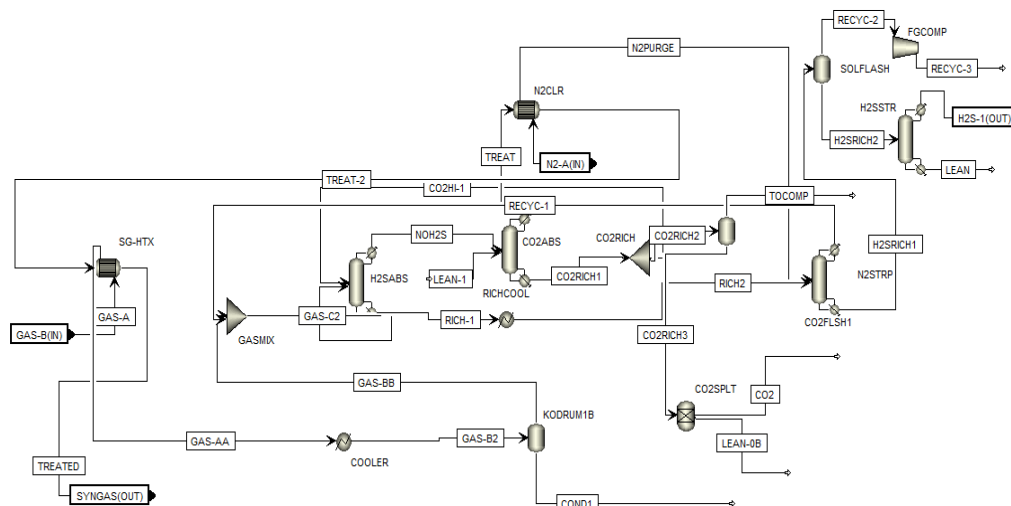 RECYC-2
FGCOMP
N2PURGE
RECYC-3
SOLFLASH
N2CLR
H2SSTR
H2S-1(OUT)
H2SRICH2
TREAT
N2-A(IN)
LEAN
TREAT-2
CO2HI-1
TOCOMP
RECYC-1
SG-HTX
CO2ABS
CO2RICH
NOH2S
CO2RICH2
H2SRICH1
H2SABS
N2STRP
LEAN-1
CO2RICH1
RICH2
RICHCOOL
GAS-A
GAS-C2
RICH-1
CO2FLSH1
GAS-B(IN)
GASMIX
CO2RICH3
CO2SPLT
GAS-BB
CO2
KODRUM1B
GAS-AA
GAS-B2
LEAN-0B
COOLER
TREATED
SYNGAS(OUT)
COND1